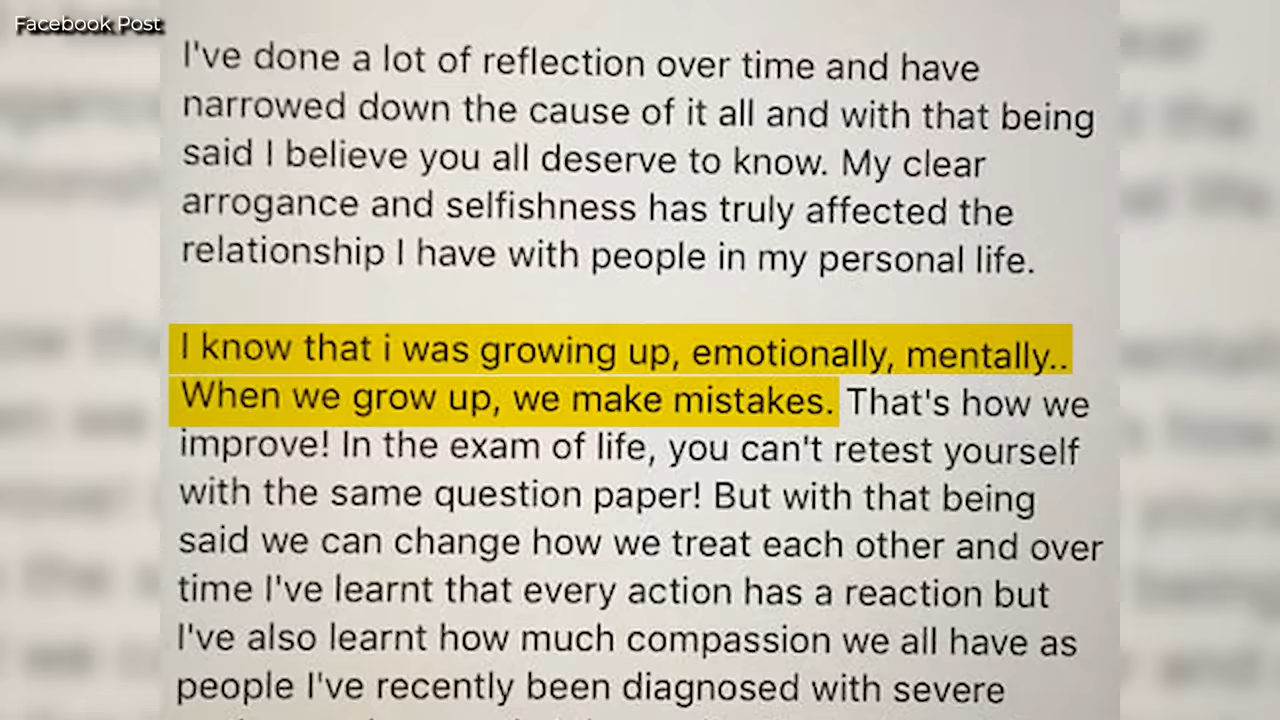 Facebook Post
I've done a lot of reflection over time and have
narrowed down the cause of it all and with that being
said I believe you all deserve to know. My clear
arrogance and selfishness has truly affected the
relationship I have with people in my personal life.
I know that i was growing up, emotionally, mentally..
When we grow up, we make mistakes. That's how we
improve! In the exam of life, you can't retest yourself
with the same question paper! But with that being
said we can change how we treat each other and over
time I've learnt that every action has a reaction but
I've also learnt how much compassion we all have as
people I've recently been diagnosed with severe